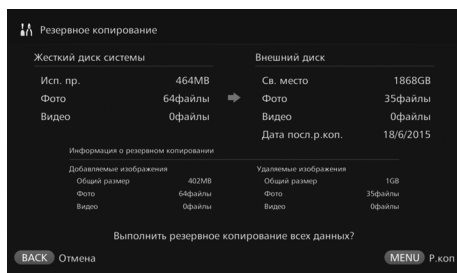 Резервное копирование
Жесткий диск системы
Исп. пр. 464MB
Фото 64файлы
Видео 0файлы
Внешний диск
Св. место 1868GB
Фото 35файлы
Видео 0файлы
Дата посл.р.коп. 18/6/2015
Информация о резервном копировании
Добавляемые изображения
Общий размер 402MB
Фото 64файлы
Видео 0файлы
Удаляемые изображения
Общий размер 1GB
Фото 35файлы
Видео 0файлы
Выполнить резервное копирование всех данных?
BACK Отмена
MENU Р.коп